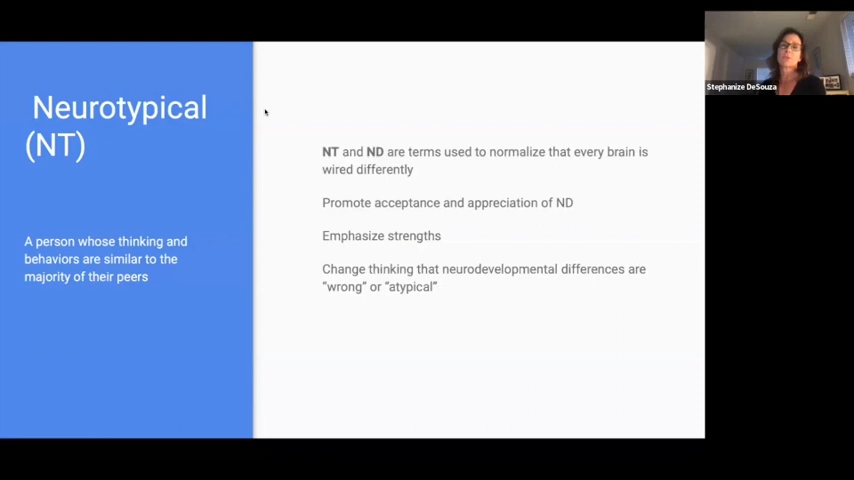 Neurotypical
(NT)
A person whose thinking and
behaviors are similar to the
majority of their peers
NT and ND are terms used to normalize that every brain is
wired differently
Promote acceptance and appreciation of ND
Emphasize strengths
Change thinking that neurodevelopmental differences are
“wrong” or “atypical”
Stephanize DeSouza